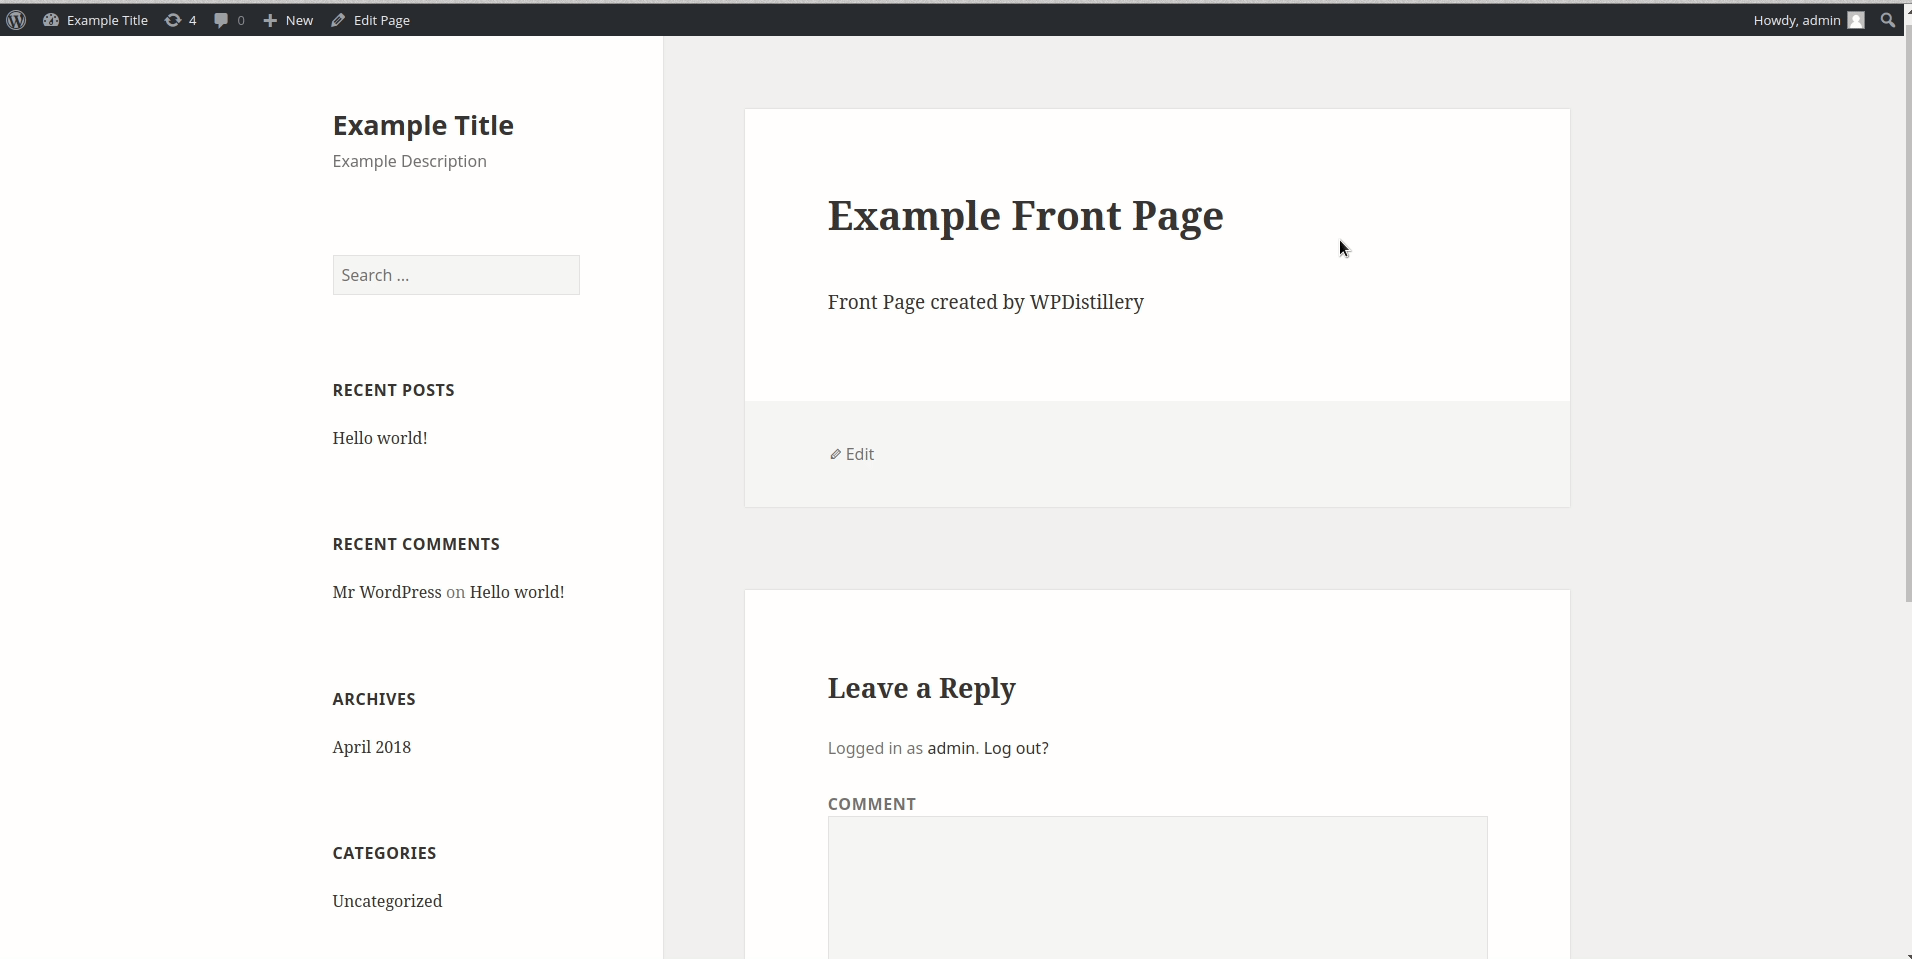 Example Title 4 0 New Edit Page Howdy, admin
Example Title
Example Description
Search ...
RECENT POSTS
Hello world!
RECENT COMMENTS
Mr WordPress on Hello world!
ARCHIVES
April 2018
CATEGORIES
Uncategorized
Example Front Page
Front Page created by WPDistillery
Edit
Leave a Reply
Logged in as admin. Log out?
COMMENT